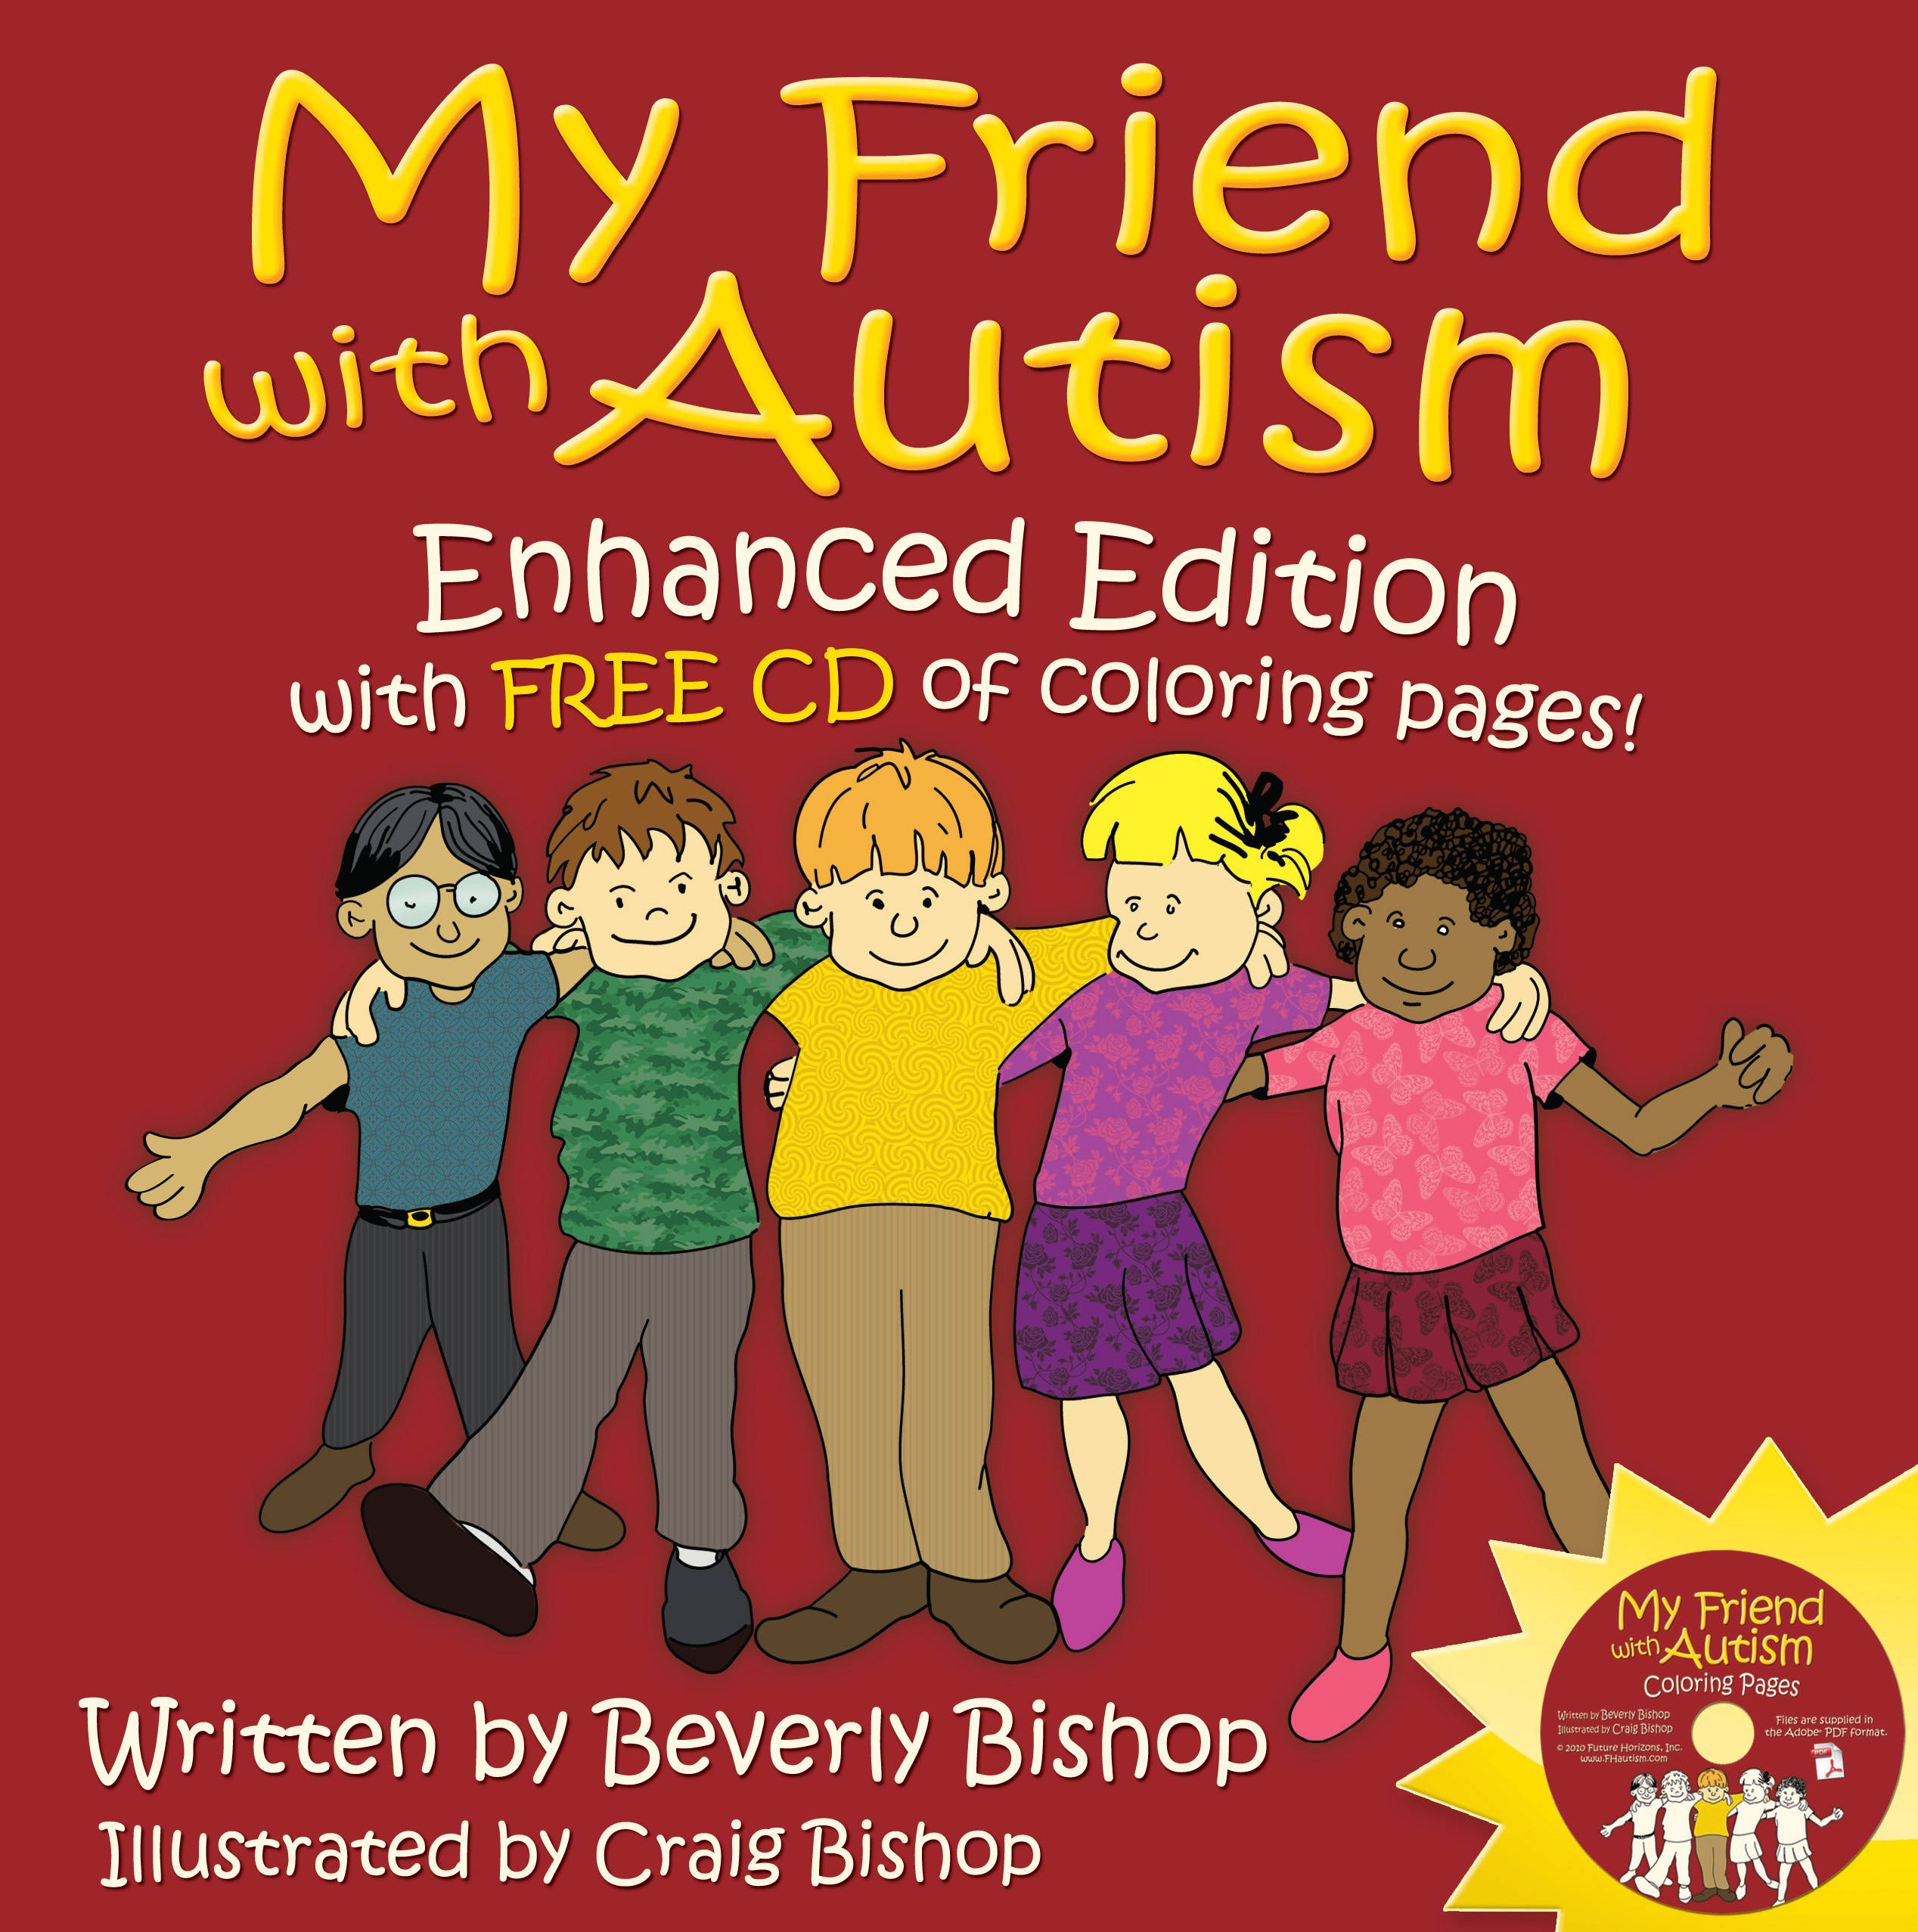 My Friend
with Autism
Enhanced Edition
with FREE CD of coloring pages!
Written by Beverly Bishop
Illustrated by Craig Bishop
My Friend
with Autism
Coloring Pages
Written by Beverly Bishop
Illustrated by Craig Bishop
© 2010 Future Horizons, Inc.
www.FHautism.com
Files are supplied in
the Adobe® PDF format.
PDF